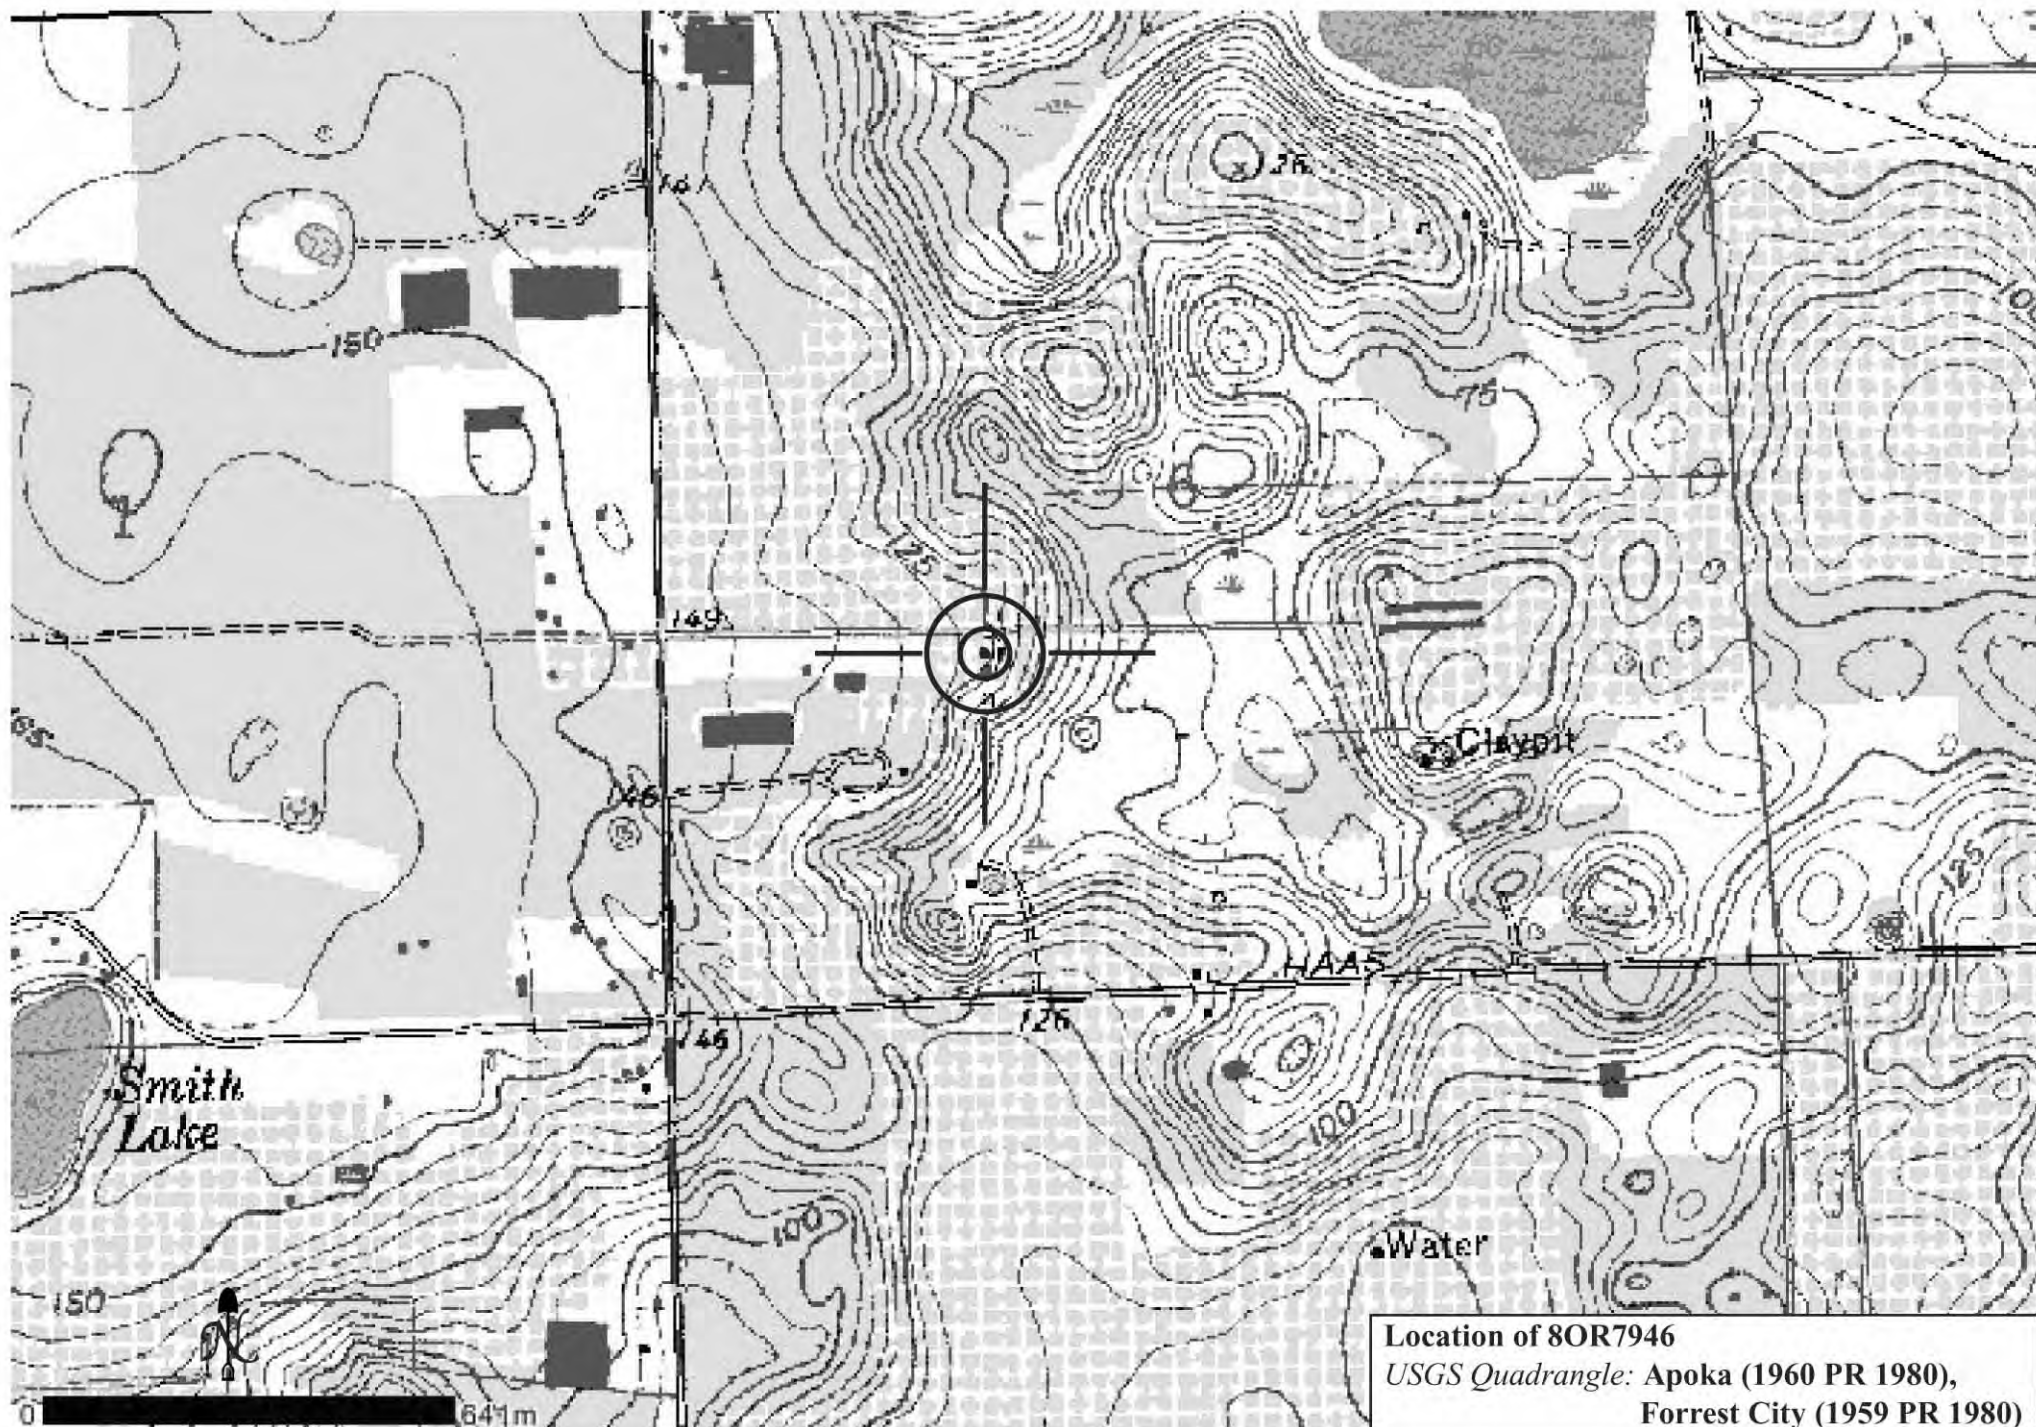 126
150
75
1
125
149
Claypit
65
146
125
HAAS
126
146
Smith
Lake
100
100
Water
150
N
0 641m
Location of 8OR7946
USGS Quadrangle: Apoka (1960 PR 1980),
Forrest City (1959 PR 1980)